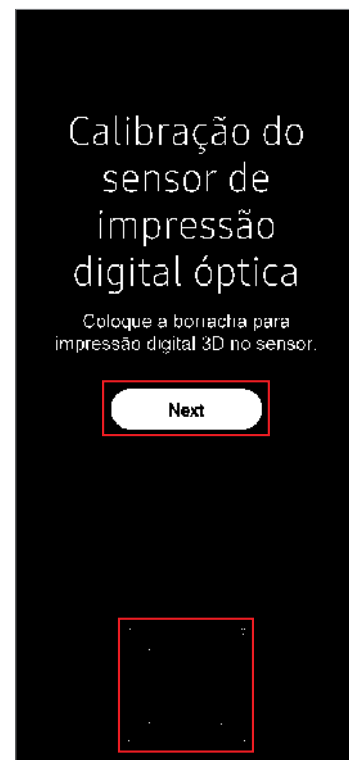 Calibração do
sensor de
impressão
digital óptica
Coloque a borracha para
impressão digital 3D no sensor.
Next